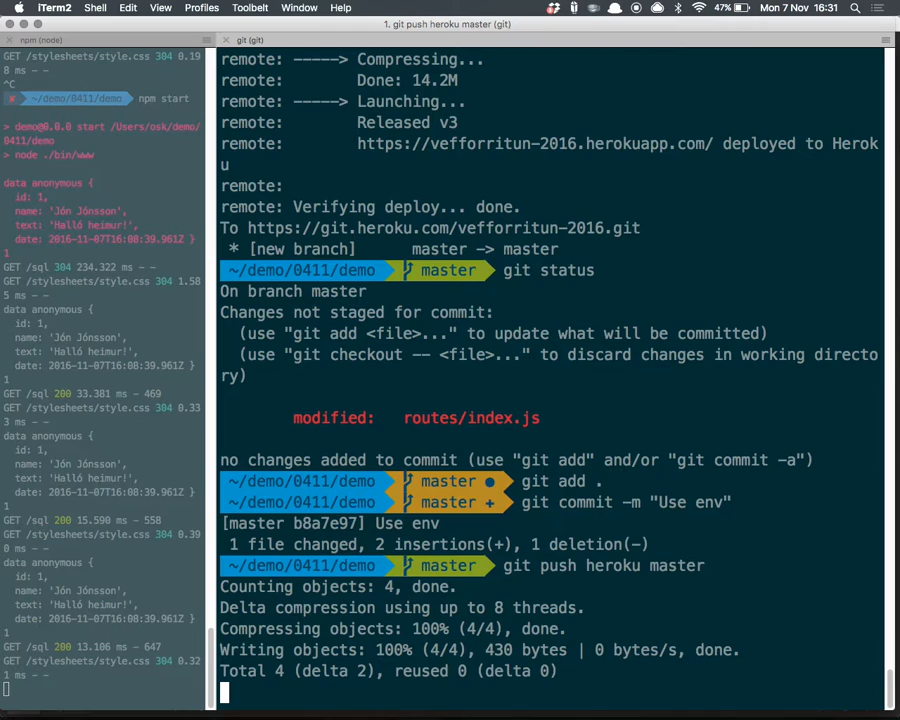 iTerm2 Shell Edit View Profiles Toolbelt Window Help 47% Mon 7 Nov 16:31
1. git push heroku master (git)
npm (node)
git (git)
GET /stylesheets/style.css 304 0.19
8 ms - -
^C
~/demo/0411/demo npm start
> demo@0.0.0 start /Users/osk/demo/
0411/demo
> node ./bin/www
data anonymous {
id: 1,
name: 'Jón Jónsson',
text: 'Halló heimur!',
date: 2016-11-07T16:08:39.961Z }
1
GET /sql 304 234.322 ms - -
GET /stylesheets/style.css 304 1.58
5 ms - -
data anonymous {
id: 1,
name: 'Jón Jónsson',
text: 'Halló heimur!',
date: 2016-11-07T16:08:39.961Z }
1
GET /sql 200 33.381 ms - 469
GET /stylesheets/style.css 304 0.33
3 ms - -
data anonymous {
id: 1,
name: 'Jón Jónsson',
text: 'Halló heimur!',
date: 2016-11-07T16:08:39.961Z }
1
GET /sql 200 15.590 ms - 558
GET /stylesheets/style.css 304 0.39
0 ms - -
data anonymous {
id: 1,
name: 'Jón Jónsson',
text: 'Halló heimur!',
date: 2016-11-07T16:08:39.961Z }
1
GET /sql 200 13.106 ms - 647
GET /stylesheets/style.css 304 0.32
1 ms - -
remote: -----> Compressing...
remote: Done: 14.2M
remote: -----> Launching...
remote: Released v3
remote: https://vefforritun-2016.herokuapp.com/ deployed to Herok
u
remote:
remote: Verifying deploy... done.
To https://git.heroku.com/vefforritun-2016.git
* [new branch] master -> master
~/demo/0411/demo master git status
On branch master
Changes not staged for commit:
(use "git add <file>..." to update what will be committed)
(use "git checkout -- <file>..." to discard changes in working directo
ry)
modified: routes/index.js
no changes added to commit (use "git add" and/or "git commit -a")
~/demo/0411/demo master ● git add .
~/demo/0411/demo master + git commit -m "Use env"
[master b8a7e97] Use env
1 file changed, 2 insertions(+), 1 deletion(-)
~/demo/0411/demo master git push heroku master
Counting objects: 4, done.
Delta compression using up to 8 threads.
Compressing objects: 100% (4/4), done.
Writing objects: 100% (4/4), 430 bytes | 0 bytes/s, done.
Total 4 (delta 2), reused 0 (delta 0)